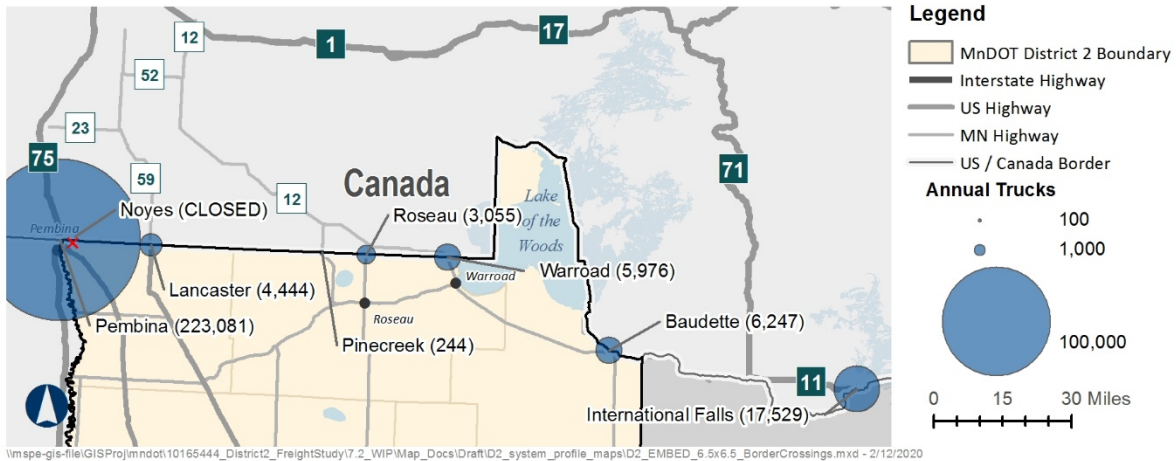 12
1
17
52
23
75
59
12
71
Canada
Noyes (CLOSED)
Pembina
Roseau (3,055)
Lake
of the
Woods
Warroad (5,976)
Warroad
Lancaster (4,444)
Pembina (223,081)
Roseau
Pinecreek (244)
Baudette (6,247)
11
International Falls (17,529)
Legend
MnDOT District 2 Boundary
Interstate Highway
US Highway
MN Highway
US / Canada Border
Annual Trucks
100
1,000
100,000
0 15 30 Miles
\\mspe-gis-file\GISProj\mndot\10165444_District2_FreightStudy\7.2_WIP\Map_Docs\Draft\D2_system_profile_maps\D2_EMBED_6.5x6.5_BorderCrossings.mxd - 2/12/2020